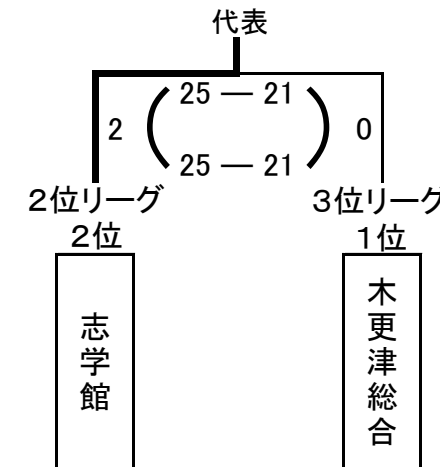 代表
25 — 21
2 ( ) 0
25 — 21
2位リーグ 3位リーグ
2位 1位
志学館
木更津総合